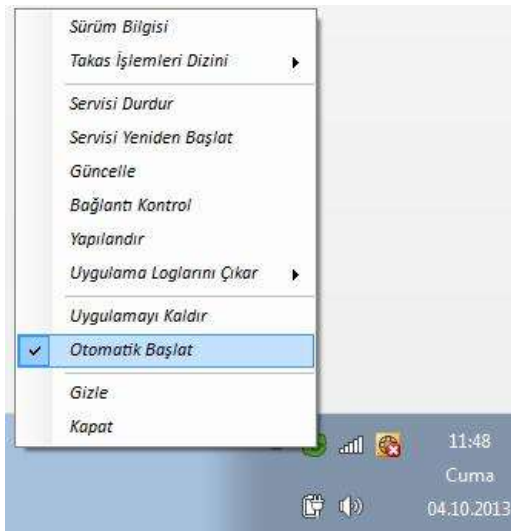 Sürüm Bilgisi
Takas İşlemleri Dizini
Servisi Durdur
Servisi Yeniden Başlat
Güncelle
Bağlantı Kontrol
Yapılandır
Uygulama Loglarını Çıkar
Uygulamayı Kaldır
Otomatik Başlat
Gizle
Kapat
11:48
Cuma
04.10.2013